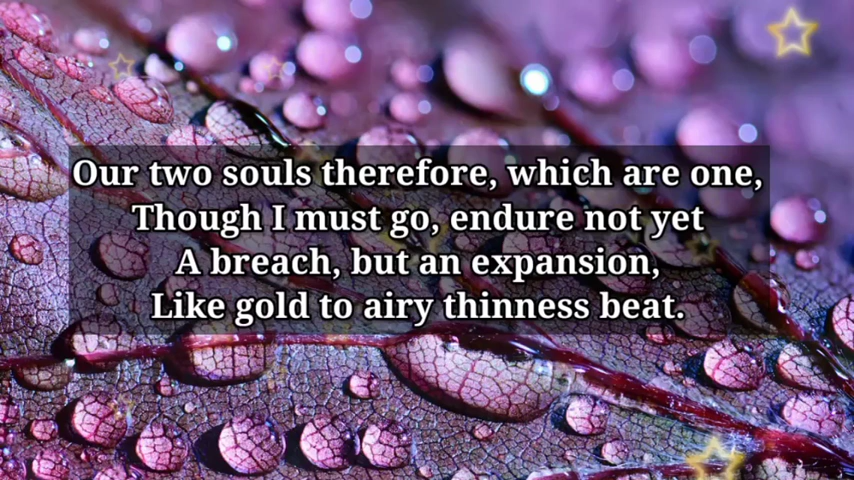 Our two souls therefore, which are one,
Though I must go, endure not yet
A breach, but an expansion,
Like gold to airy thinness beat.